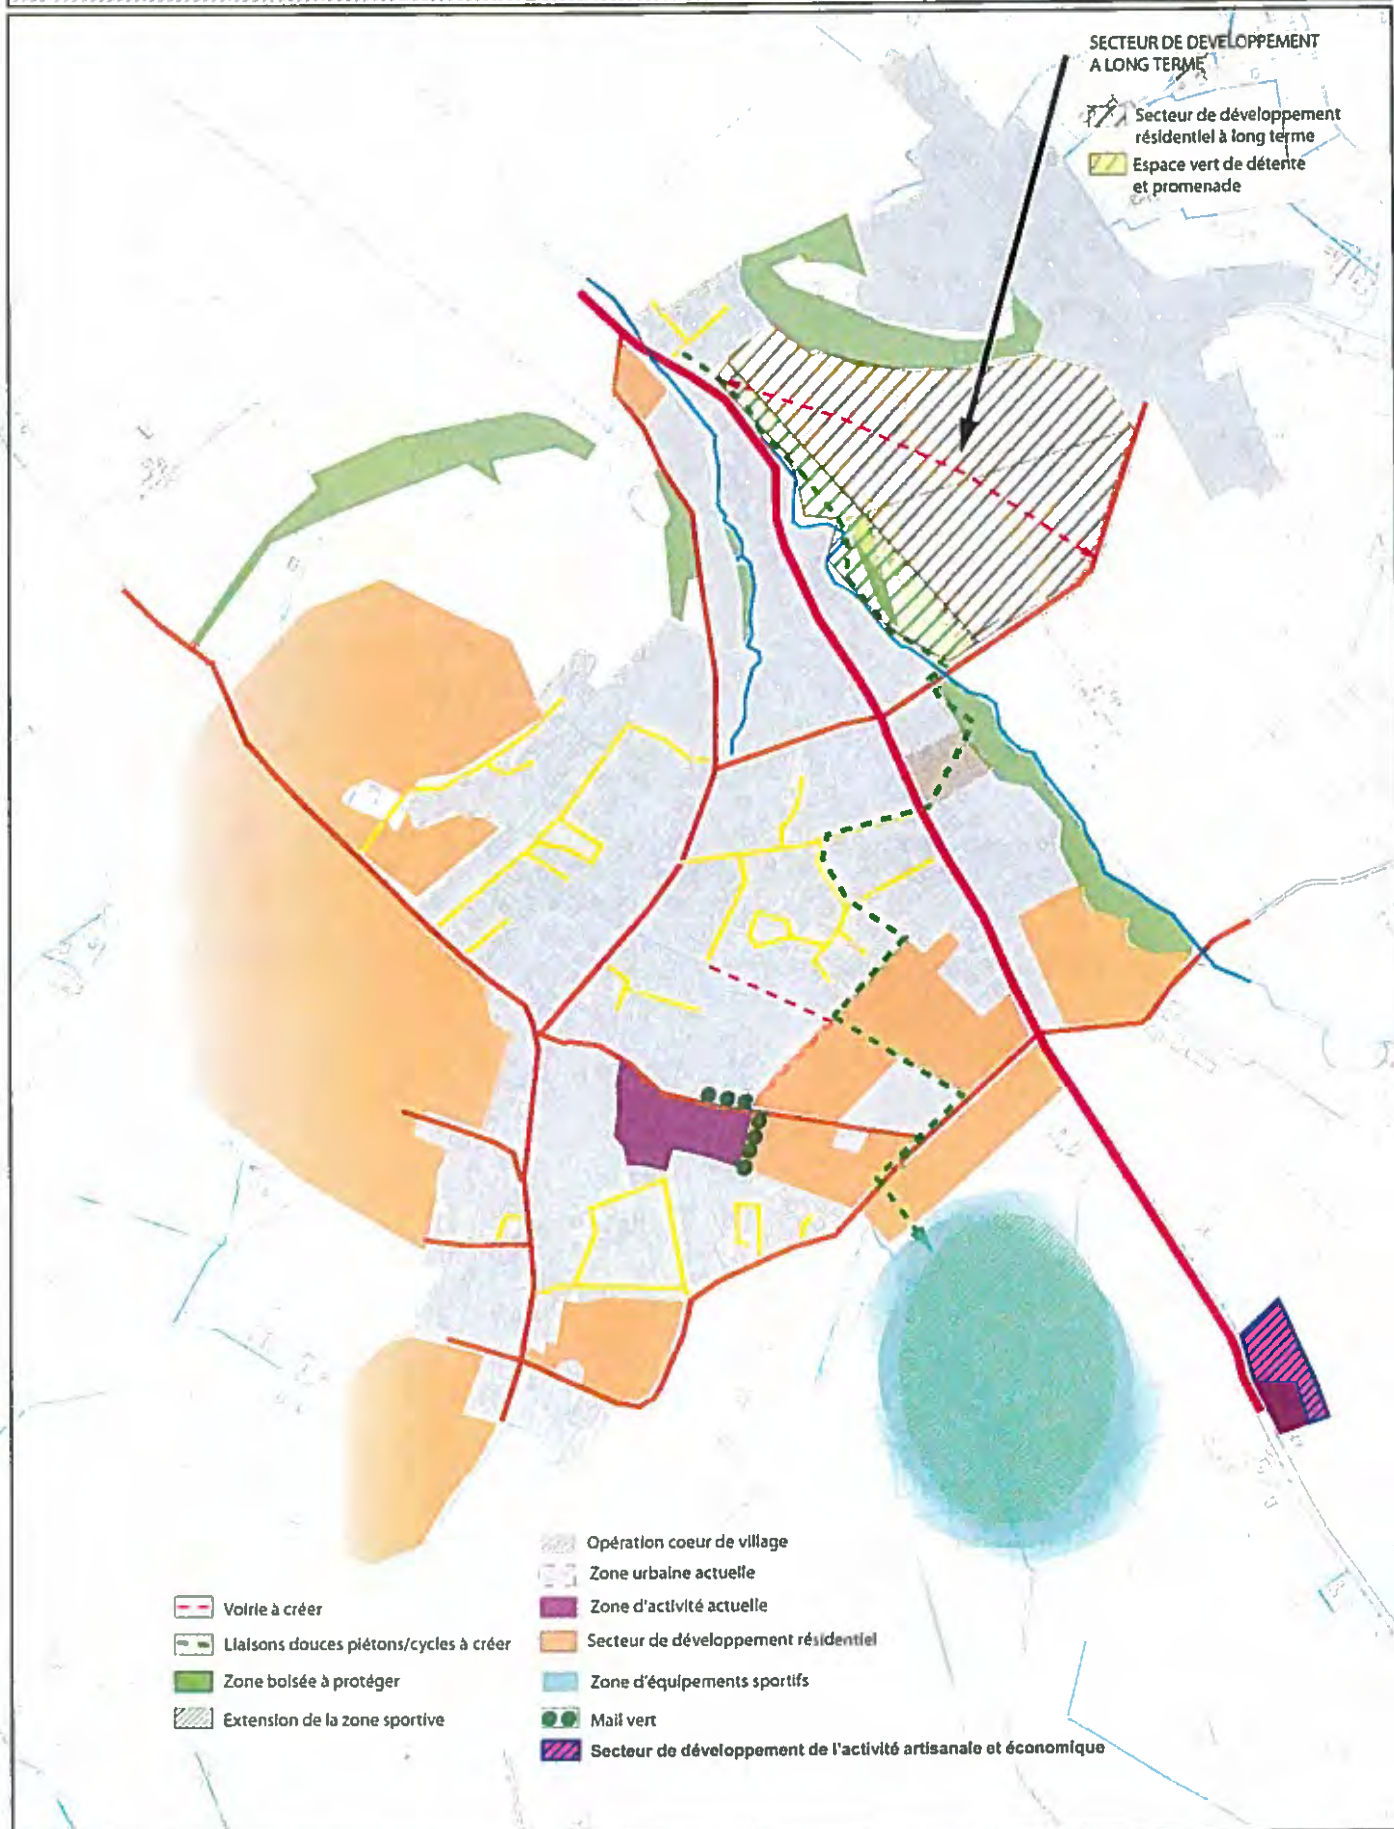 SECTEUR DE DEVELOPPEMENT
A LONG TERME
Secteur de développement
résidentiel à long terme
Espace vert de détente
et promenade
Opération coeur de village
Zone urbaine actuelle
Zone d'activité actuelle
Secteur de développement résidentiel
Zone d'équipements sportifs
Mail vert
Secteur de développement de l'activité artisanale et économique
Voirie à créer
Liaisons douces piétons/cycles à créer
Zone boisée à protéger
Extension de la zone sportive